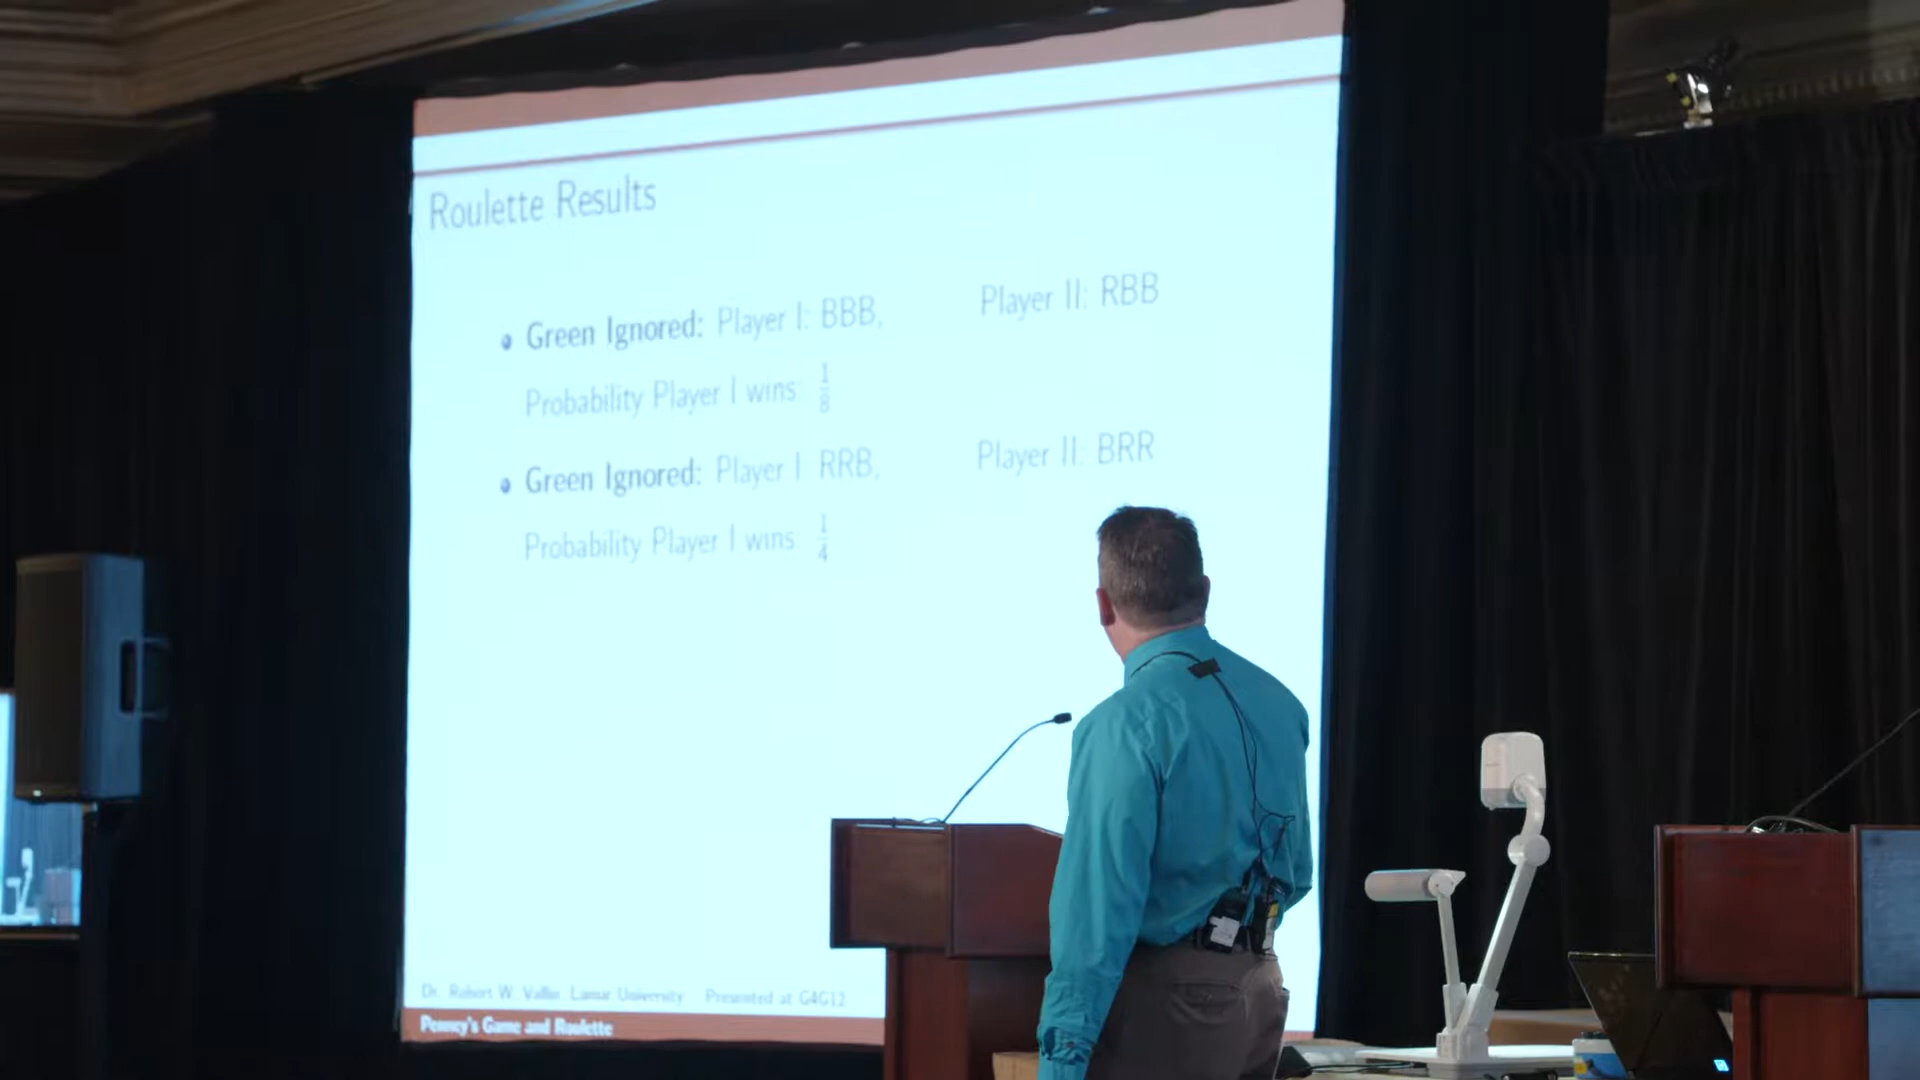 Roulette Results
Green Ignored: Player I: BBB, Player II: RBB
Probability Player I wins: 1/8
Green Ignored: Player I: RRB, Player II: BRR
Probability Player I wins: 1/4
Dr. Robert W. Vallin Lamar University Presented at G4G12
Penney's Game and Roulette